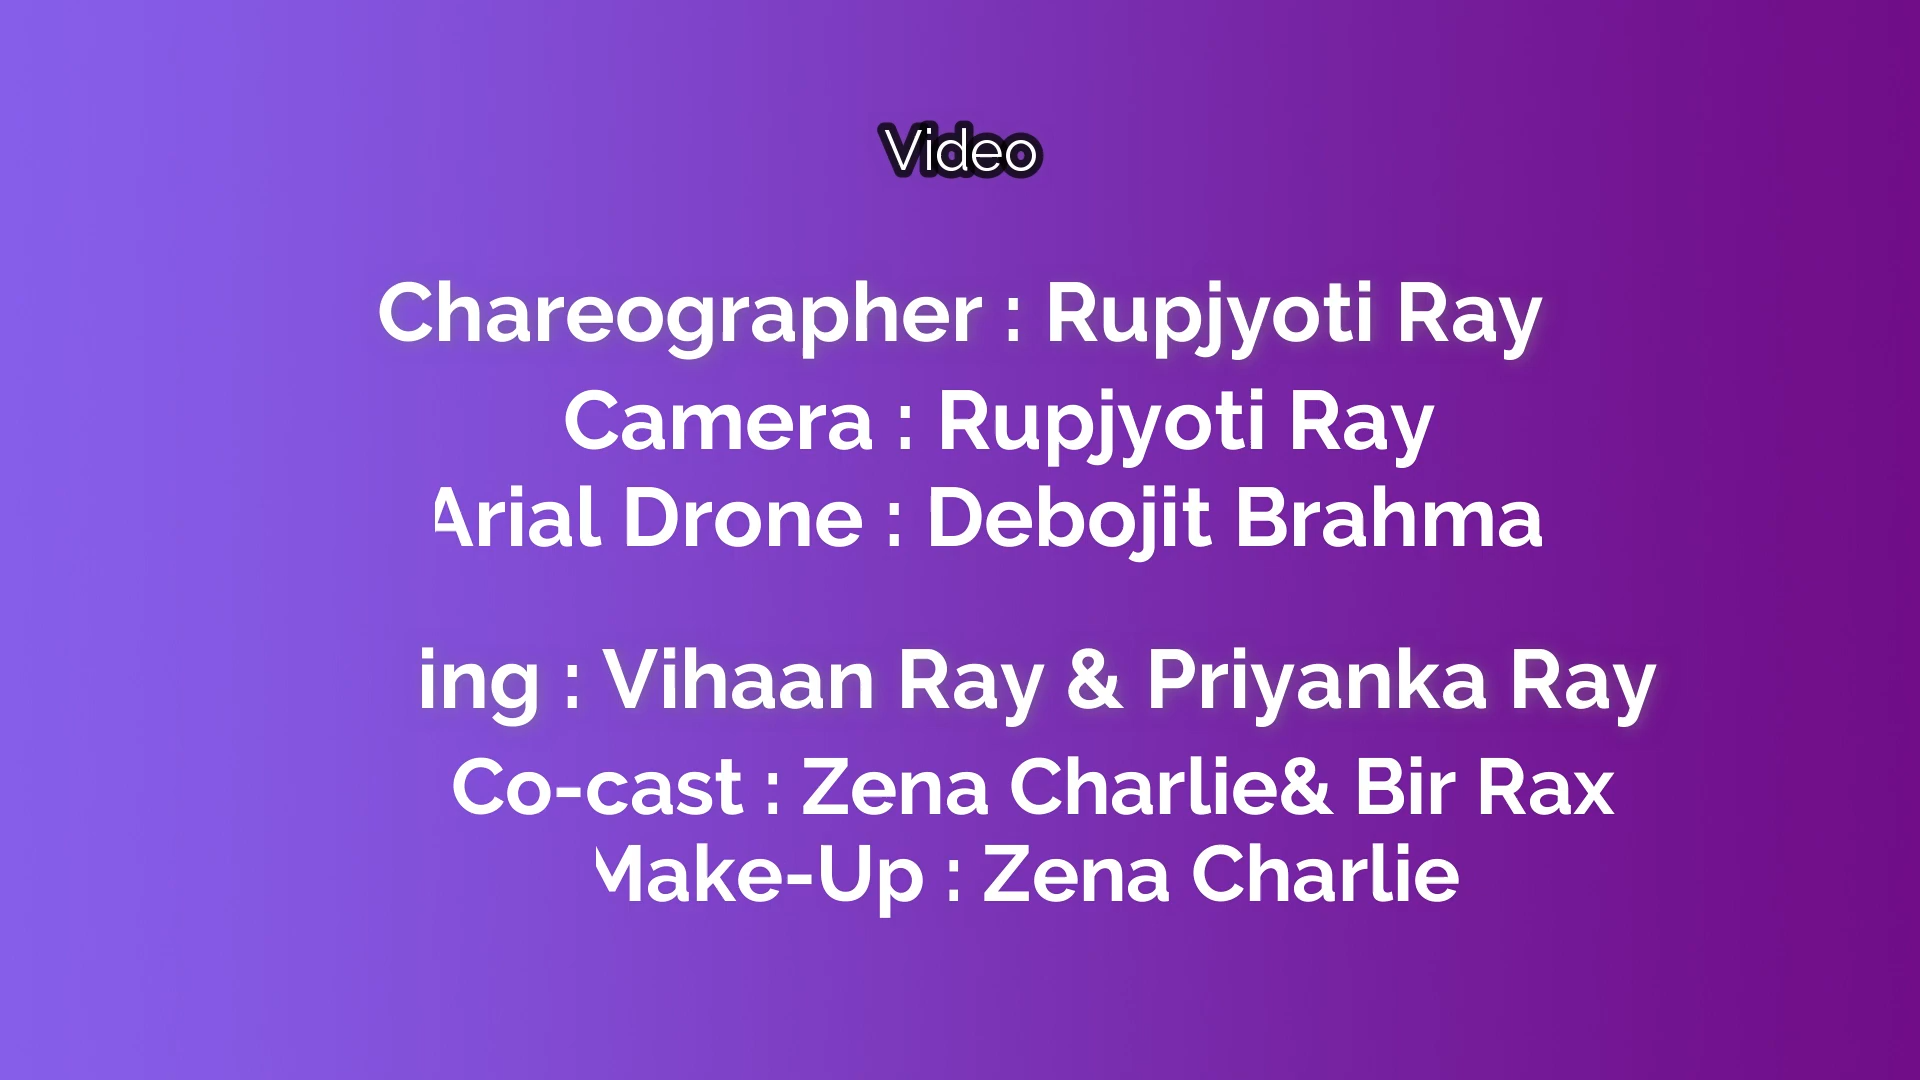 Video
Chareographer : Rupjyoti Ray
Camera : Rupjyoti Ray
Arial Drone : Debojit Brahma
ing : Vihaan Ray & Priyanka Ray
Co-cast : Zena Charlie& Bir Rax
Make-Up : Zena Charlie